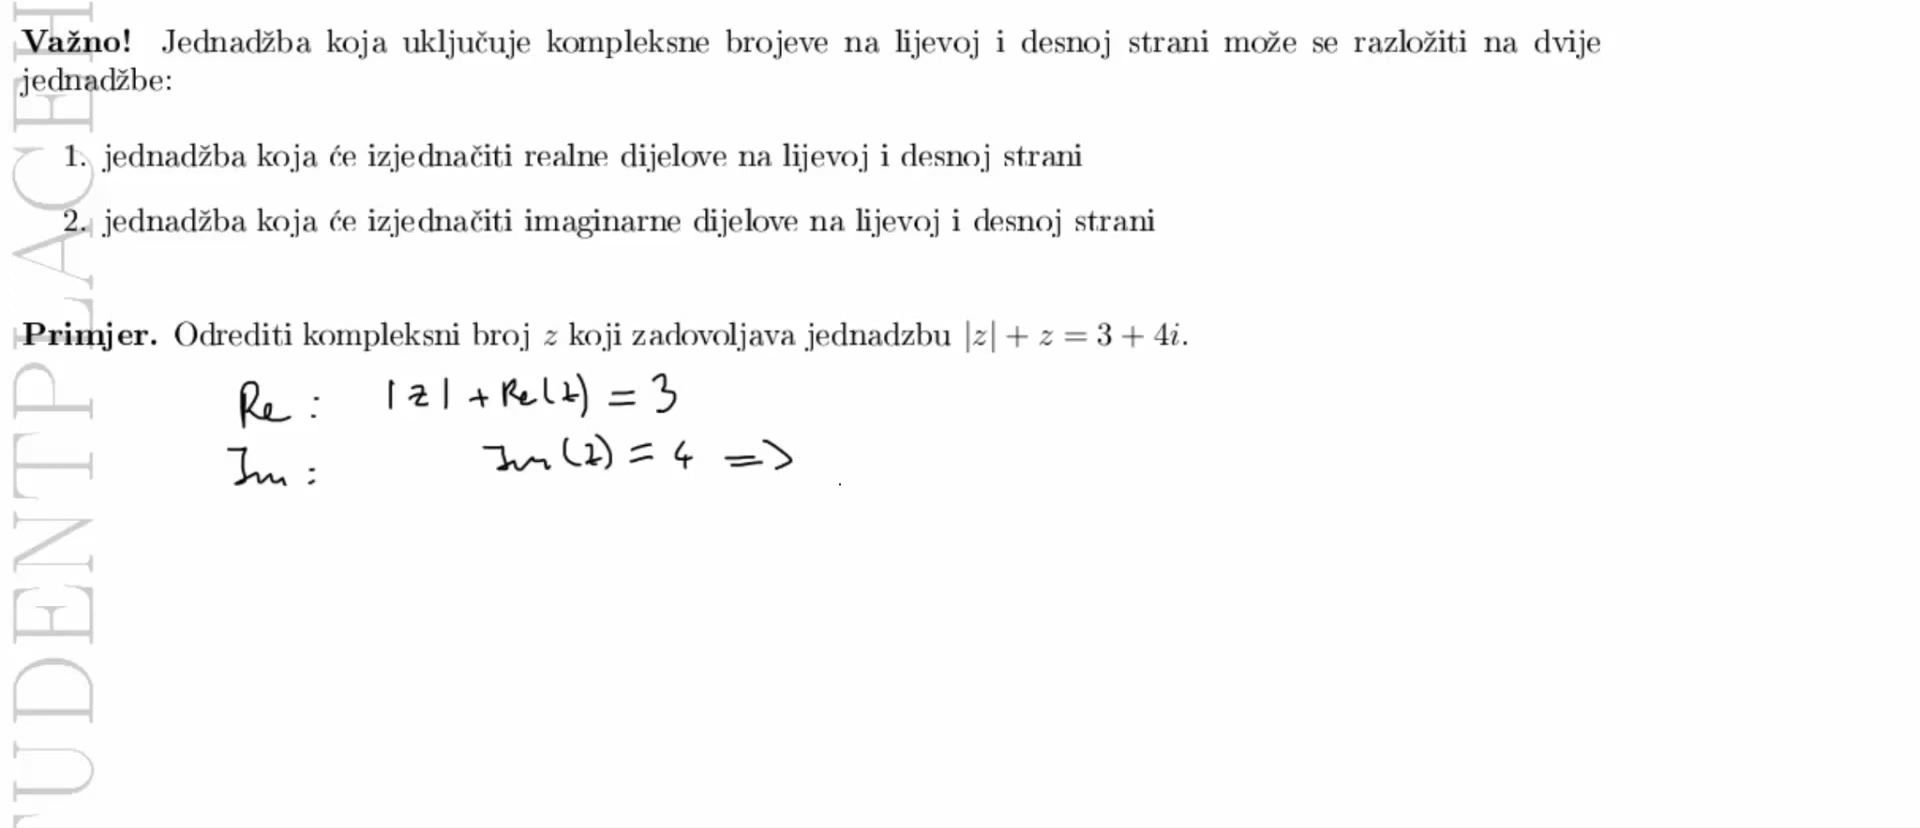 Važno! Jednadžba koja uključuje kompleksne brojeve na lijevoj i desnoj strani može se razložiti na dvije
jednadžbe:
1. jednadžba koja će izjednačiti realne dijelove na lijevoj i desnoj strani
2. jednadžba koja će izjednačiti imaginarne dijelove na lijevoj i desnoj strani
Primjer. Odrediti kompleksni broj z koji zadovoljava jednadzbu |z| + z = 3 + 4i.
Re : |z| + Re(z) = 3
Im : Im(z) = 4 =>
UDENTPLACEH